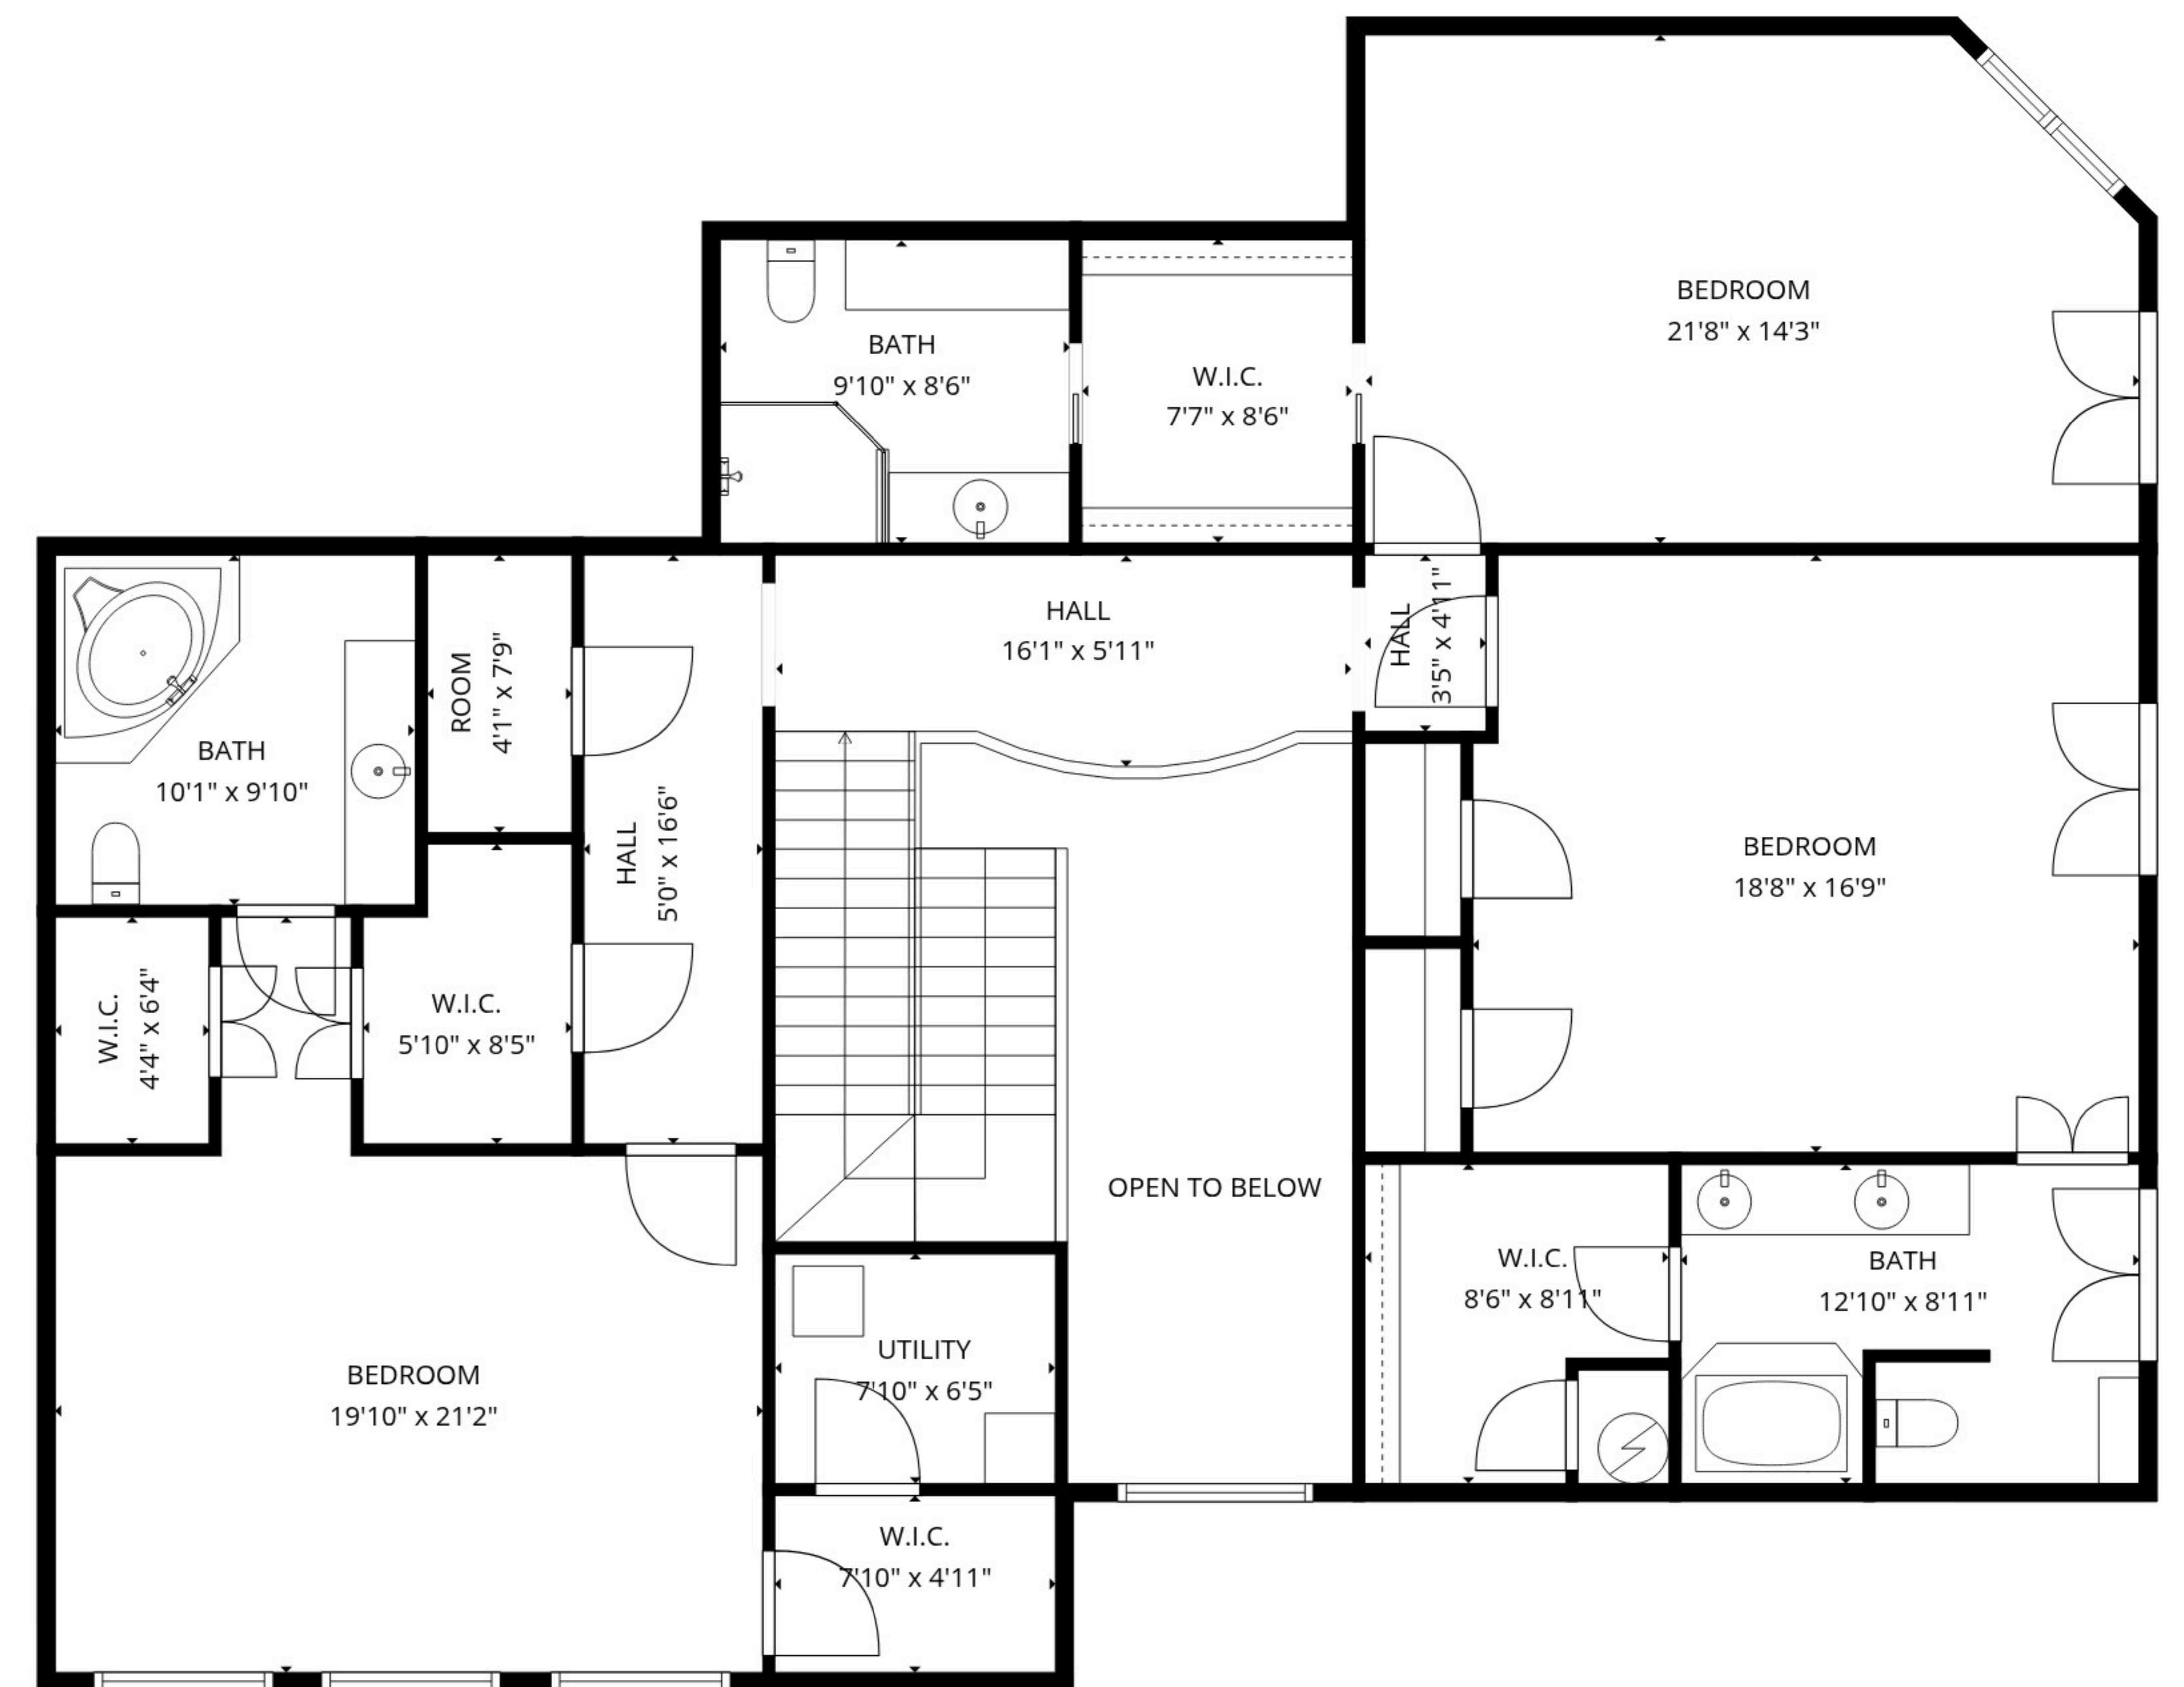 BEDROOM
21'8" x 14'3"
BATH
9'10" x 8'6"
W.I.C.
7'7" x 8'6"
HALL
16'1" x 5'11"
HALL
3'5" x 4'11"
ROOM
4'1" x 7'9"
BATH
10'1" x 9'10"
HALL
5'0" x 16'6"
BEDROOM
18'8" x 16'9"
W.I.C.
4'4" x 6'4"
W.I.C.
5'10" x 8'5"
OPEN TO BELOW
W.I.C.
8'6" x 8'11"
BATH
12'10" x 8'11"
UTILITY
7'10" x 6'5"
BEDROOM
19'10" x 21'2"
W.I.C.
7'10" x 4'11"